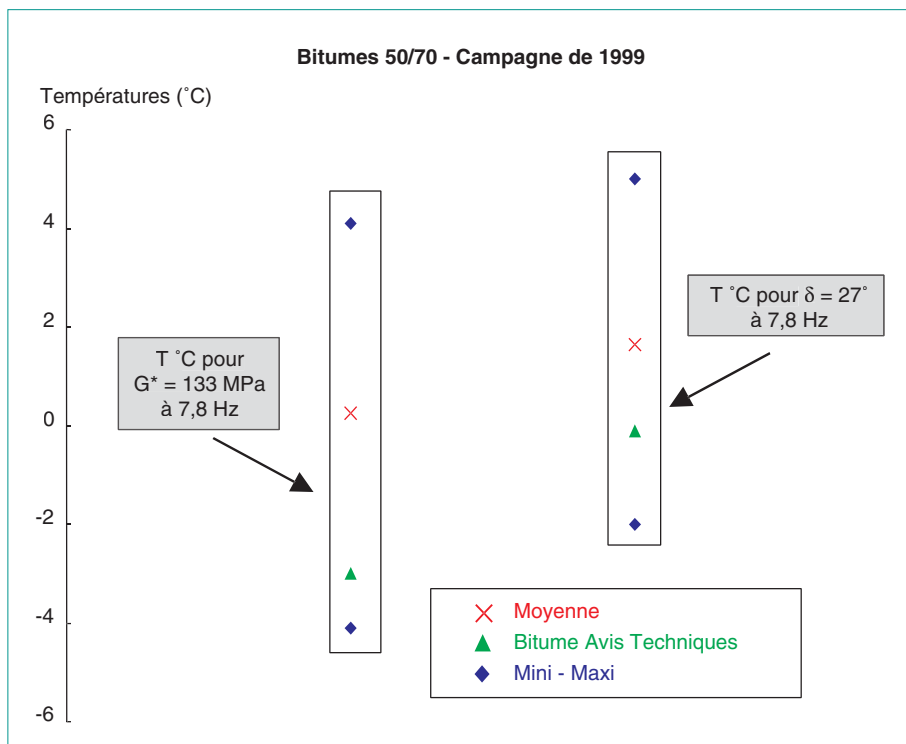 Bitumes 50/70 - Campagne de 1999
Températures (˚C)
6
4
2
0
-2
-4
-6
T ˚C pour
G* = 133 MPa
à 7,8 Hz
T ˚C pour δ = 27˚
à 7,8 Hz
Moyenne
Bitume Avis Techniques
Mini - Maxi